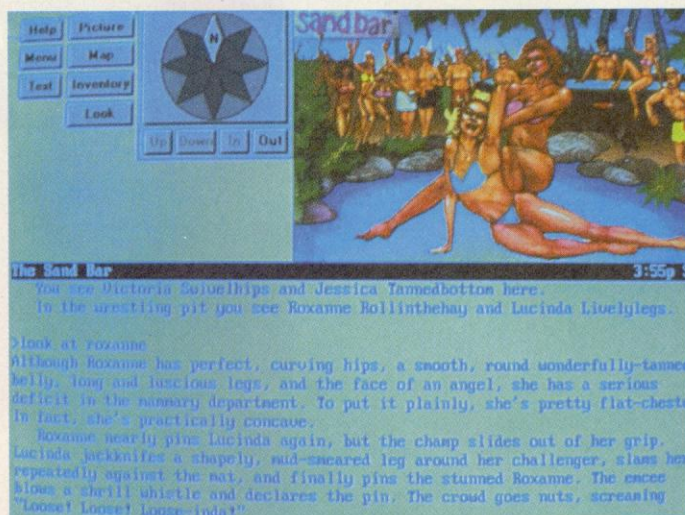 Help Picture
Menu Map
Text Inventory
Look
N
Up Down In Out
sand bar
The Sand Bar 3:55p S
You see Victoria Swivelhips and Jessica Tannedbottom here.
In the wrestling pit you see Roxanne Rollinthehay and Lucinda Livelylegs.
>look at roxanne
Although Roxanne has perfect, curving hips, a smooth, round wonderfully-tanned
belly, long and luscious legs, and the face of an angel, she has a serious
deficit in the mammary department. To put it plainly, she's pretty flat-cheste
In fact, she's practically concave.
Roxanne nearly pins Lucinda again, but the champ slides out of her grip.
Lucinda jackknifes a shapely, mud-smeared leg around her challenger, slams her
repeatedly against the mat, and finally pins the stunned Roxanne. The emcee
blows a shrill whistle and declares the pin. The crowd goes nuts, screaming
"Loose! Loose! Loose-inda!"